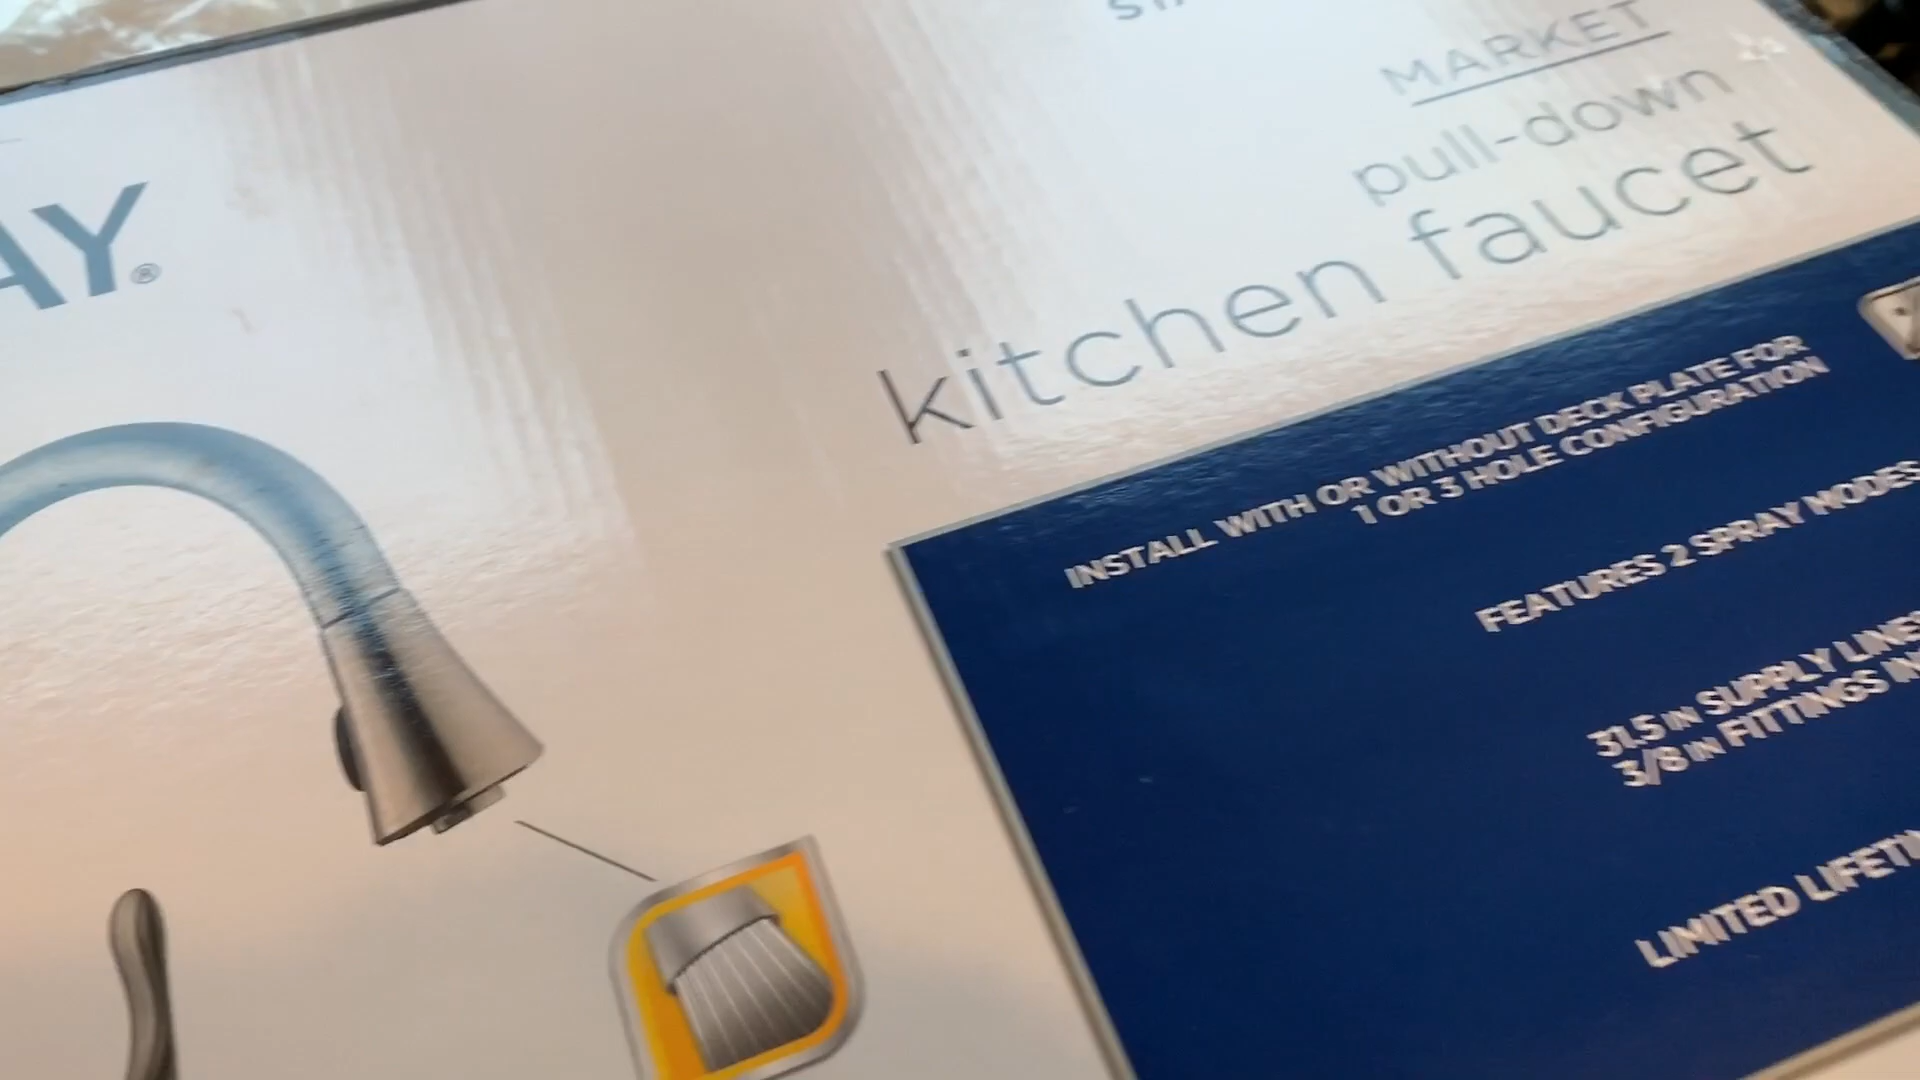 AY®
MARKET
pull-down
kitchen faucet
INSTALL WITH OR WITHOUT DECK PLATE FOR
1 OR 3 HOLE CONFIGURATION
FEATURES 2 SPRAY MODES
31.5 IN SUPPLY LINES
3/8 IN FITTINGS
LIMITED